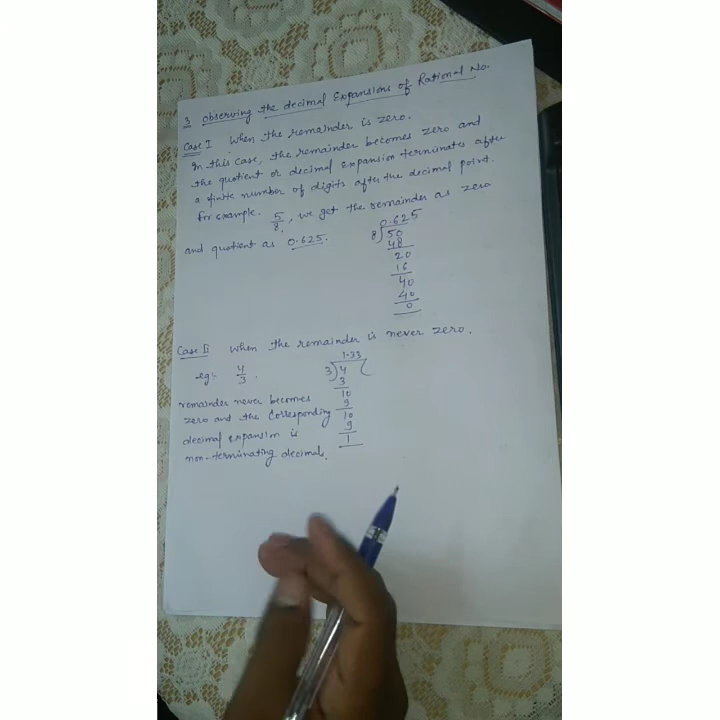 3 Observing the decimal Expansions of Rational No.
Case I When the remainder is zero.
In this case, the remainder becomes zero and
the quotient or decimal expansion terminates after
a finite number of digits after the decimal point.
For example. 5/8, we get the remainder as zero
and quotient as 0.625.
0.625
8)50
48
20
16
40
40
0
Case II When the remainder is never zero.
eg:- 4/3.
1.33
3)4(
3
10
9
10
9
1
remainder never becomes
zero and the corresponding
decimal expansion is
non-terminating decimal.